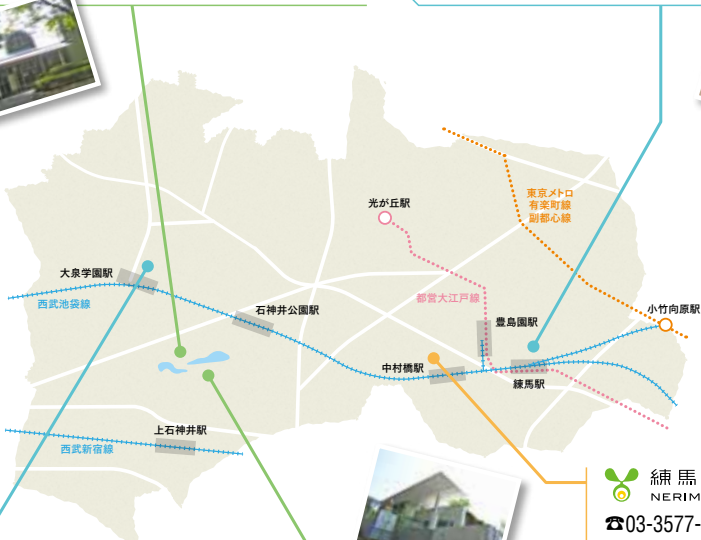 東京メトロ
有楽町線
副都心線
光が丘駅
大泉学園駅
西武池袋線
都営大江戸線
石神井公園駅
豊島園駅
小竹向原駅
中村橋駅
練馬駅
上石神井駅
西武新宿線
練馬
NERIM
☎03-3577-